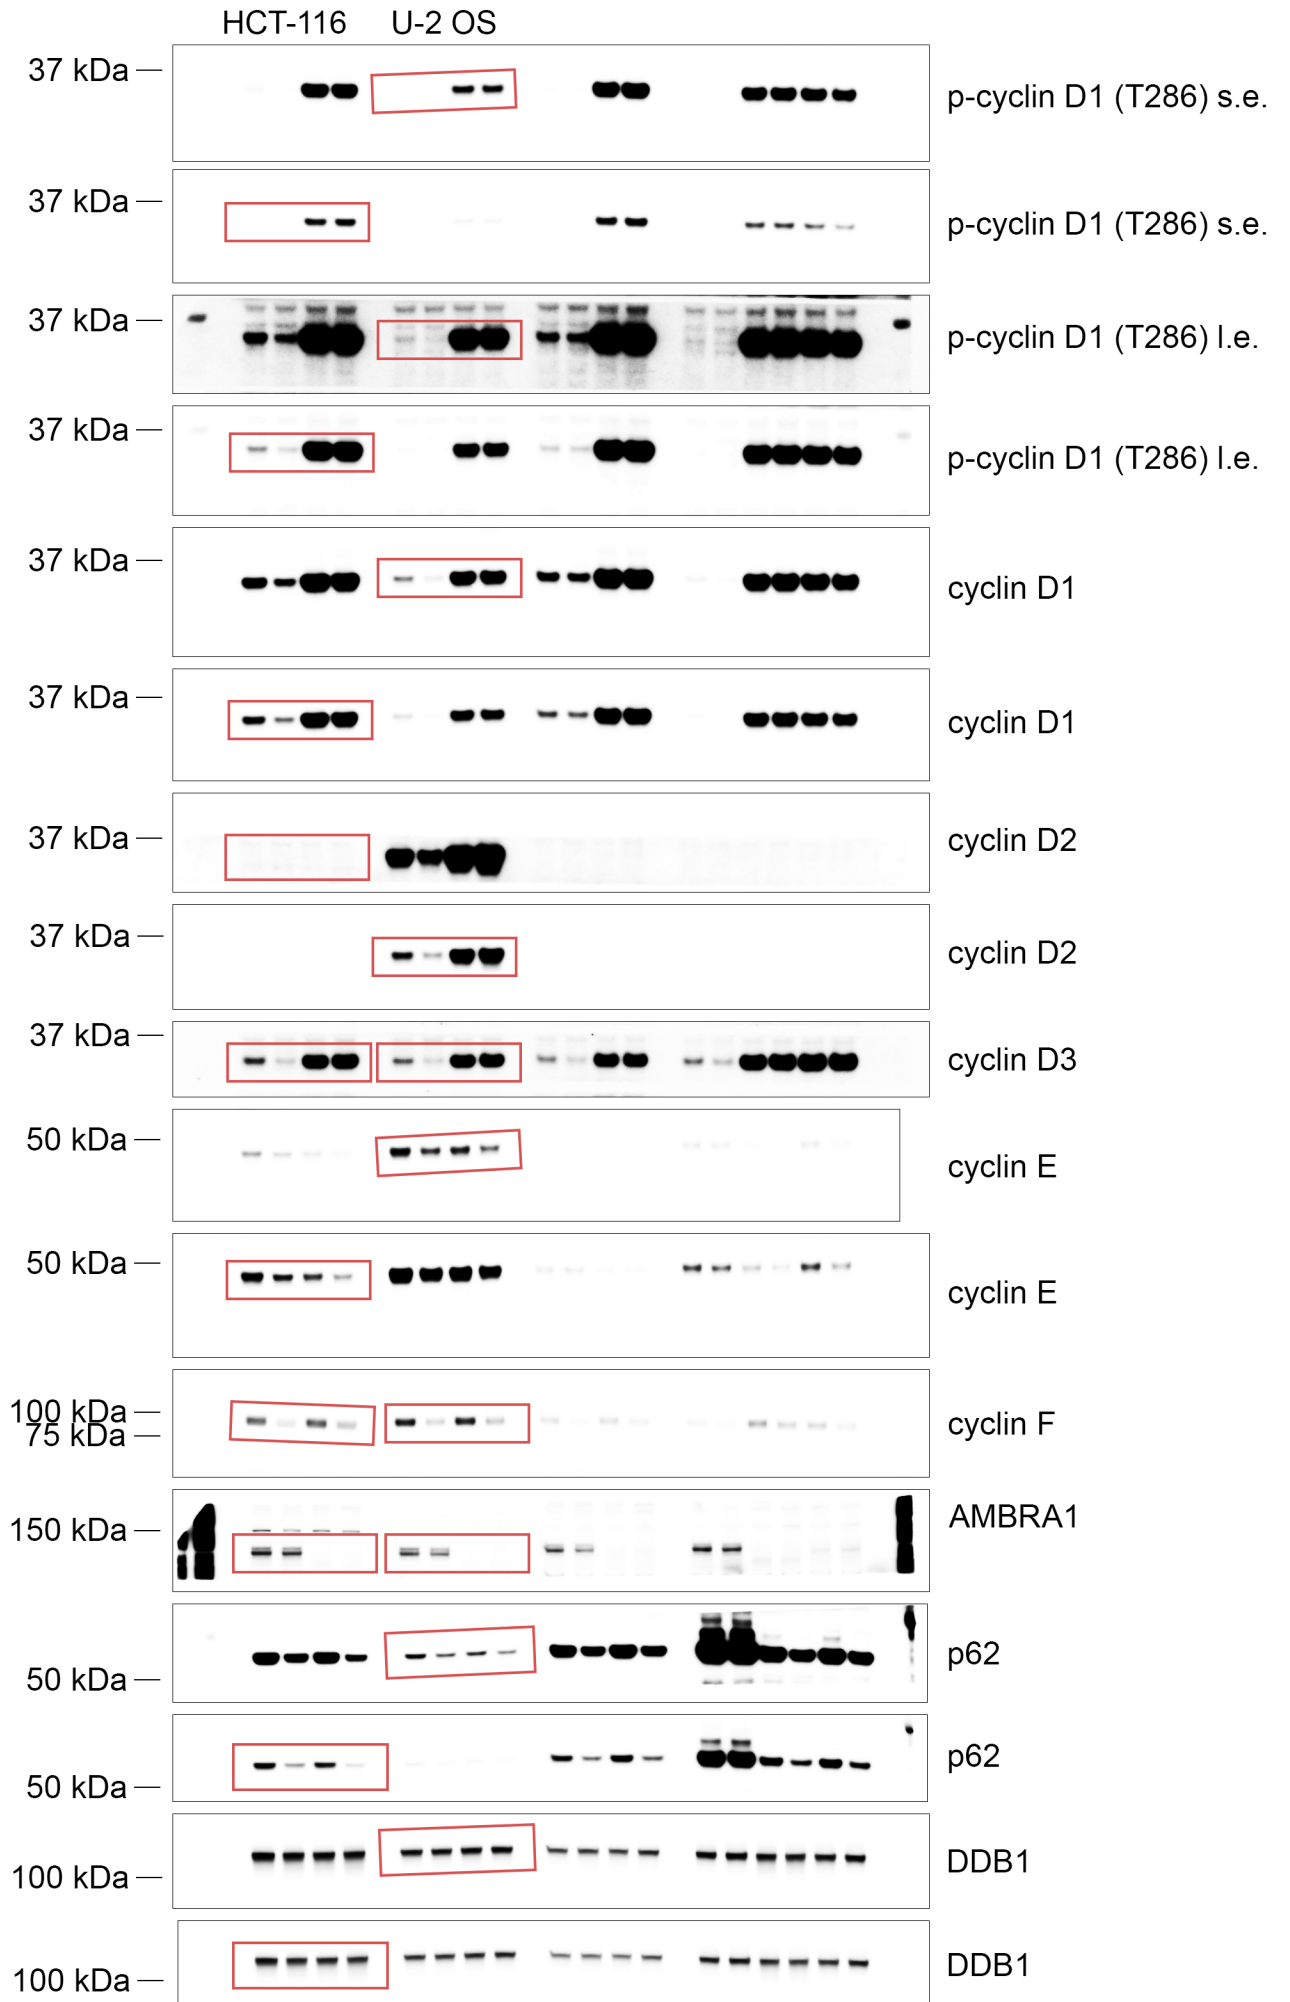 HCT-116 U-2 OS
37 kDa p-cyclin D1 (T286) s.e.
37 kDa p-cyclin D1 (T286) s.e.
37 kDa p-cyclin D1 (T286) l.e.
37 kDa p-cyclin D1 (T286) l.e.
37 kDa cyclin D1
37 kDa cyclin D1
37 kDa cyclin D2
37 kDa cyclin D2
37 kDa cyclin D3
50 kDa cyclin E
50 kDa cyclin E
100 kDa
75 kDa cyclin F
150 kDa AMBRA1
50 kDa p62
50 kDa p62
100 kDa DDB1
100 kDa DDB1